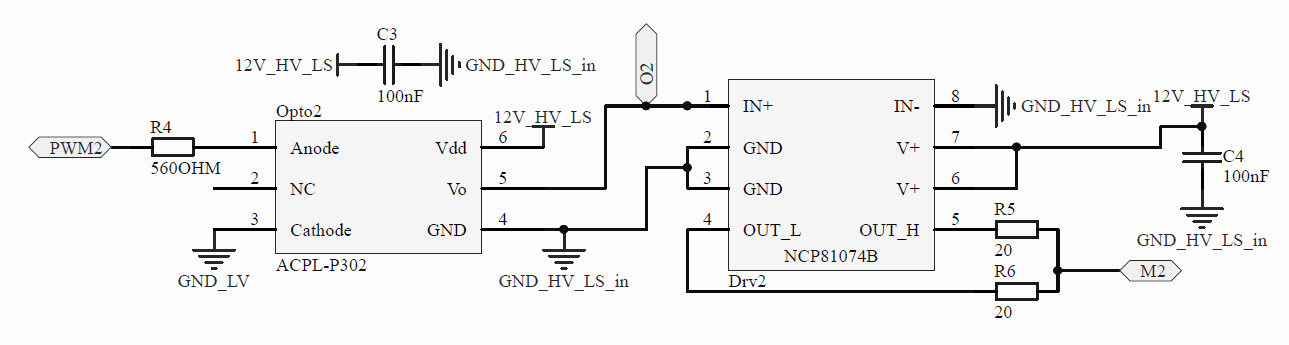 C3
12V_HV_LS
GND_HV_LS_in
100nF
O2
Opto2
PWM2
R4
560OHM
1
Anode
Vdd
6
12V_HV_LS
2
NC
Vo
5
3
Cathode
GND
4
GND_LV
ACPL-P302
GND_HV_LS_in
1
IN+
IN-
8
GND_HV_LS_in
12V_HV_LS
2
GND
V+
7
3
GND
V+
6
C4
100nF
GND_HV_LS_in
4
OUT_L
OUT_H
5
NCP81074B
Drv2
R5
20
R6
20
M2